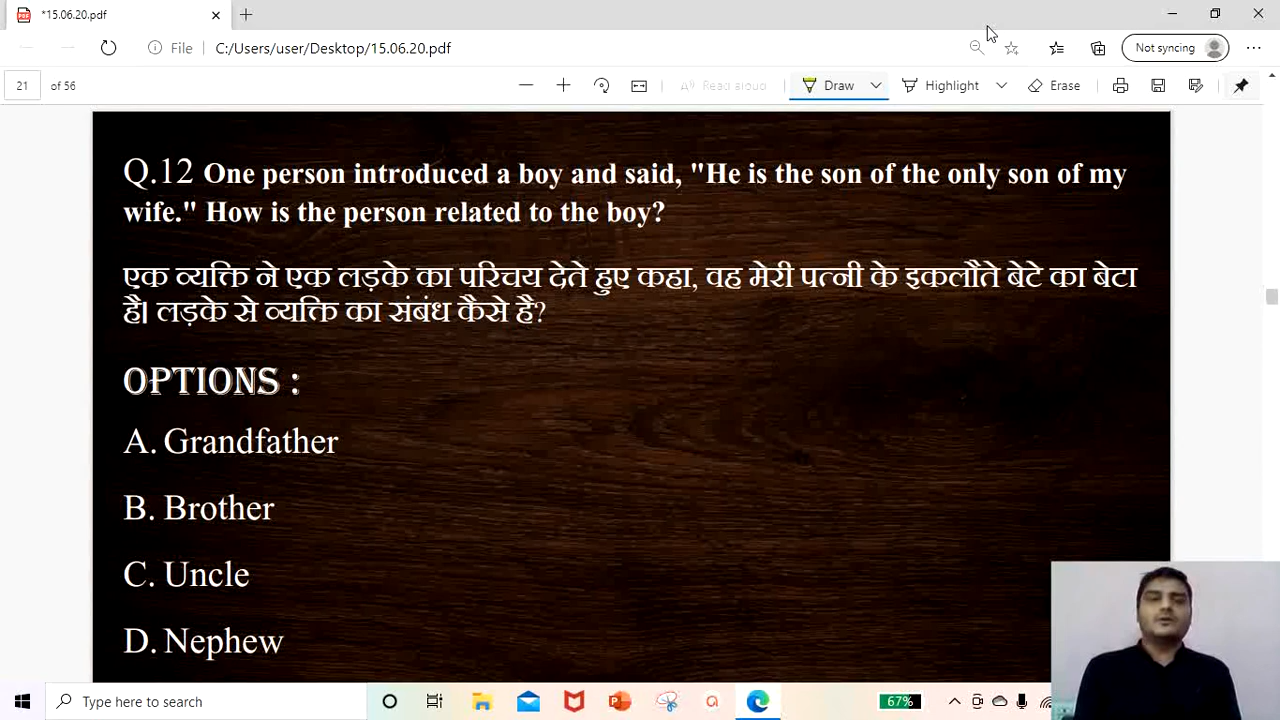 *15.06.20.pdf
File C:/Users/user/Desktop/15.06.20.pdf Not syncing
21 of 56 Read aloud Draw Highlight Erase
Q.12 One person introduced a boy and said, "He is the son of the only son of my
wife." How is the person related to the boy?
एक व्यक्ति ने एक लड़के का परिचय देते हुए कहा, वह मेरी पत्नी के इकलौते बेटे का बेटा
है। लड़के से व्यक्ति का संबंध कैसे है?
OPTIONS :
A. Grandfather
B. Brother
C. Uncle
D. Nephew
Type here to search 67%